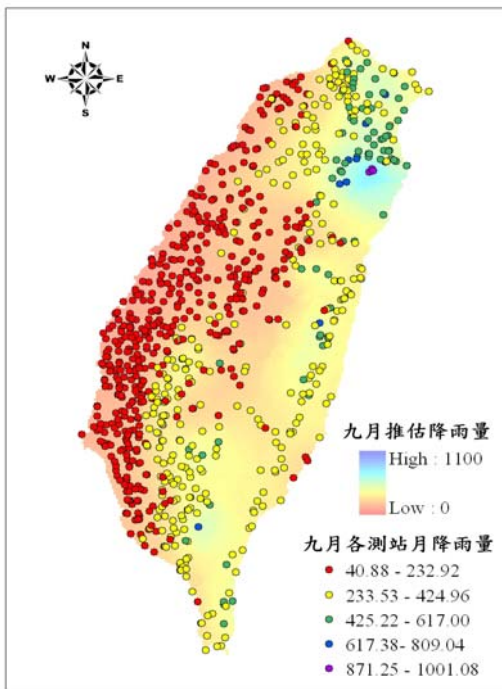 N
W E
S
九月推估降雨量
High : 1100
Low : 0
九月各測站月降雨量
40.88 - 232.92
233.53 - 424.96
425.22 - 617.00
617.38- 809.04
871.25 - 1001.08